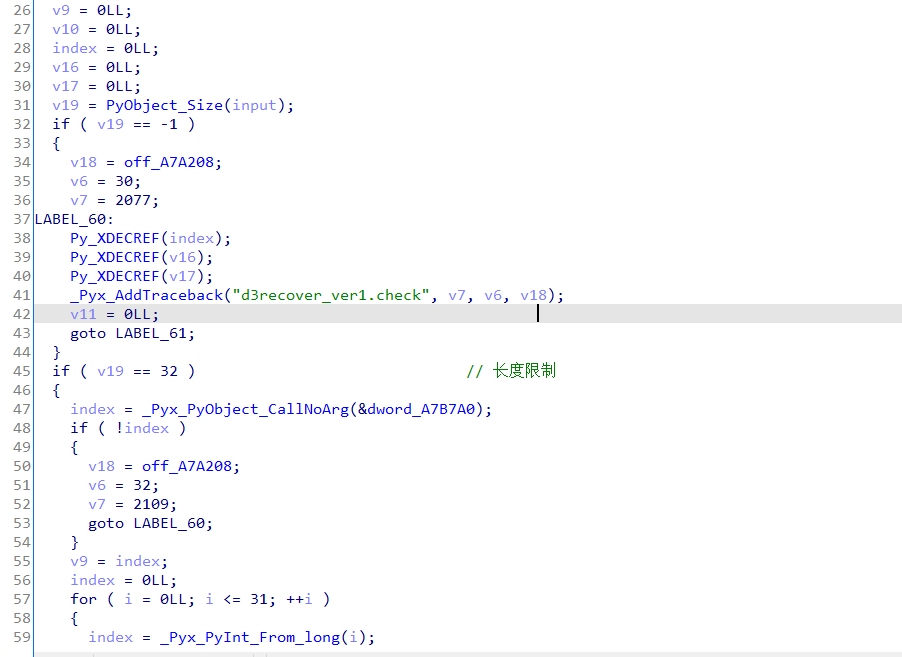 26 v9 = 0LL;
27 v10 = 0LL;
28 index = 0LL;
29 v16 = 0LL;
30 v17 = 0LL;
31 v19 = PyObject_Size(input);
32 if ( v19 == -1 )
33 {
34 v18 = off_A7A208;
35 v6 = 30;
36 v7 = 2077;
37 LABEL_60:
38 Py_XDECREF(index);
39 Py_XDECREF(v16);
40 Py_XDECREF(v17);
41 _Pyx_AddTraceback("d3recover_ver1.check", v7, v6, v18);
42 v11 = 0LL;
43 goto LABEL_61;
44 }
45 if ( v19 == 32 ) // 长度限制
46 {
47 index = _Pyx_PyObject_CallNoArg(&dword_A7B7A0);
48 if ( !index )
49 {
50 v18 = off_A7A208;
51 v6 = 32;
52 v7 = 2109;
53 goto LABEL_60;
54 }
55 v9 = index;
56 index = 0LL;
57 for ( i = 0LL; i <= 31; ++i )
58 {
59 index = _Pyx_PyInt_From_long(i);